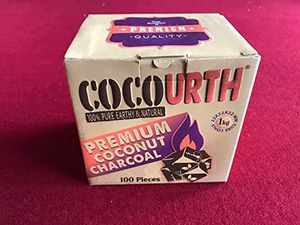 PREMIUM
QUALITY
COCOURTH®
100% PURE EARTHY & NATURAL
PREMIUM
COCONUT
CHARCOAL
1kg
100 Pieces